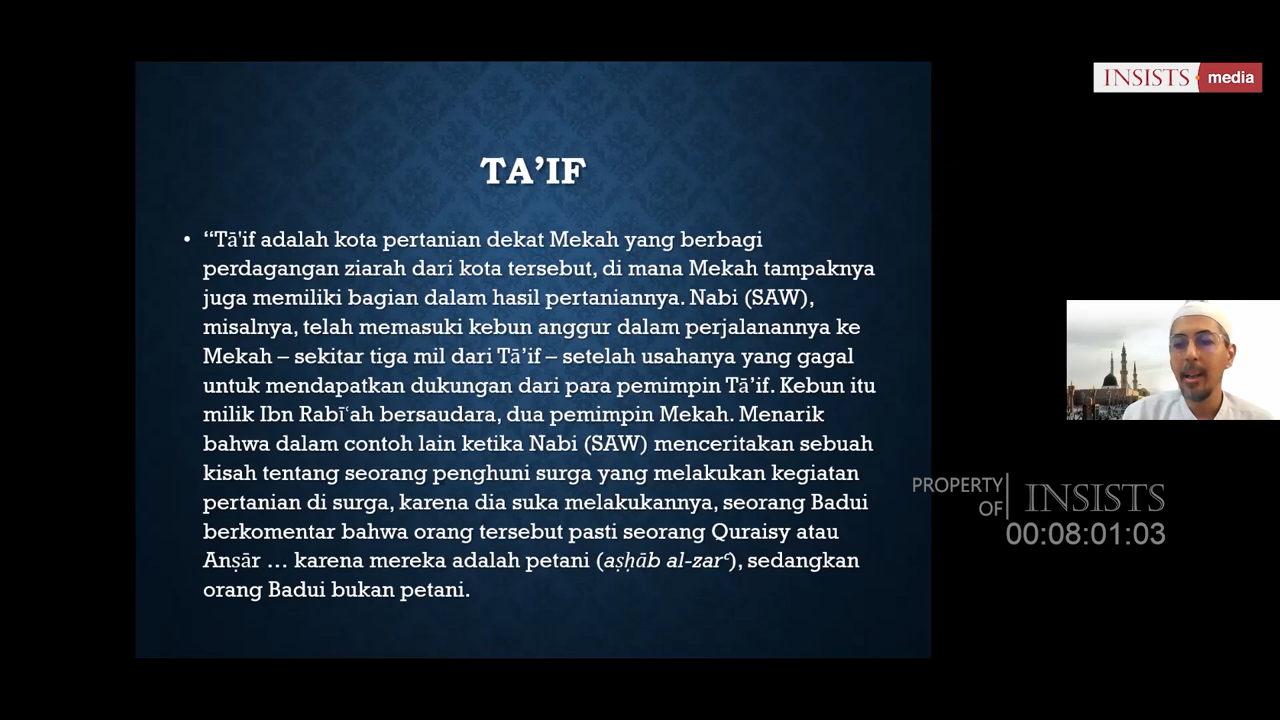 INSISTS media
TA’IF
• “Tā'if adalah kota pertanian dekat Mekah yang berbagi
perdagangan ziarah dari kota tersebut, di mana Mekah tampaknya
juga memiliki bagian dalam hasil pertaniannya. Nabi (SAW),
misalnya, telah memasuki kebun anggur dalam perjalanannya ke
Mekah – sekitar tiga mil dari Tā’if – setelah usahanya yang gagal
untuk mendapatkan dukungan dari para pemimpin Tā’if. Kebun itu
milik Ibn Rabīʿah bersaudara, dua pemimpin Mekah. Menarik
bahwa dalam contoh lain ketika Nabi (SAW) menceritakan sebuah
kisah tentang seorang penghuni surga yang melakukan kegiatan
pertanian di surga, karena dia suka melakukannya, seorang Badui
berkomentar bahwa orang tersebut pasti seorang Quraisy atau
Anṣār … karena mereka adalah petani (aṣḥāb al-zarʿ), sedangkan
orang Badui bukan petani.
PROPERTY
OF
INSISTS
00:08:01:03